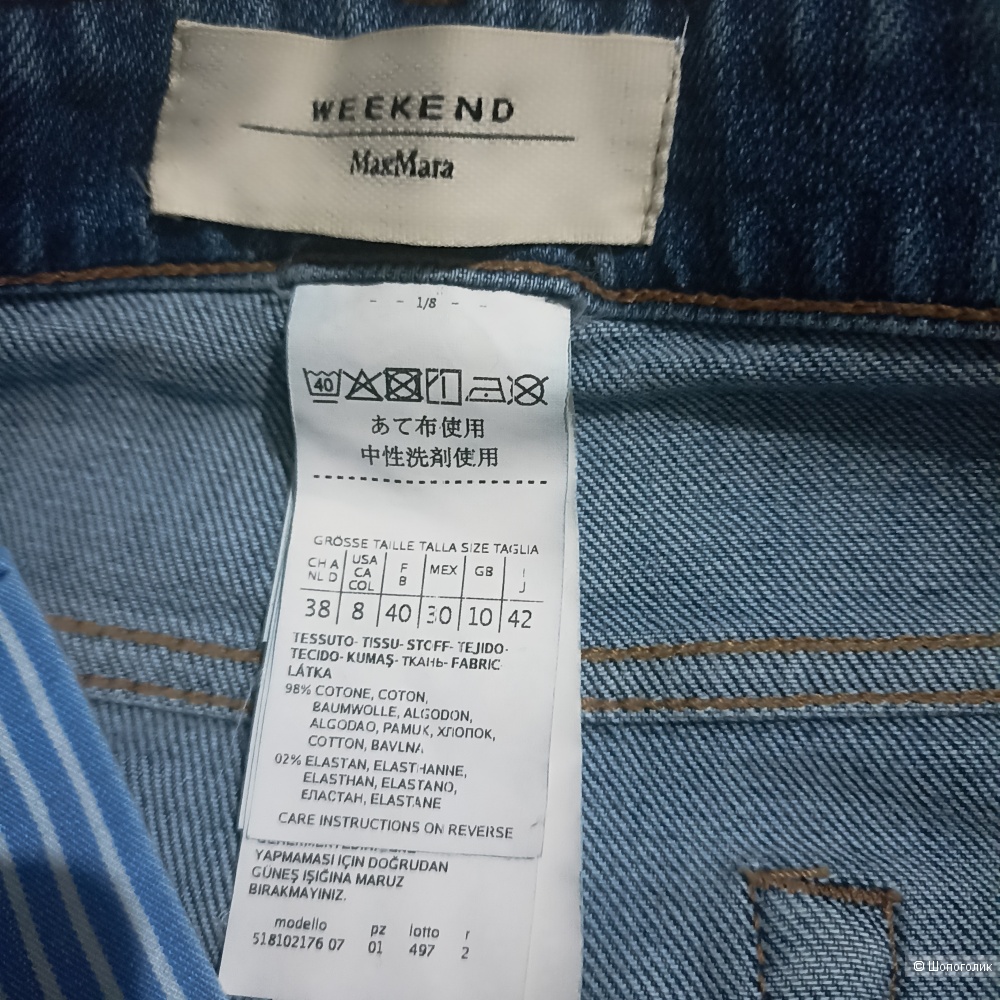 WEEKEND
MaxMara
- - 1/8 - -
40
あて布使用
中性洗剤使用
GRÖSSE TAILLE TALLA SIZE TAGLIA
CH A NL D USA CA COL F B MEX GB I J
38 8 40 30 10 42
TESSUTO- TISSU- STOFF- TEJIDO-
TECIDO- KUMAŞ- ТКАНЬ- FABRIC
LÁTKA
98% COTONE, COTON,
BAUMWOLLE, ALGODON,
ALGODAO, PAMUK, ХЛОПОК,
COTTON, BAVLNA
02% ELASTAN, ELASTHANNE,
ELASTHAN, ELASTANO,
ЕЛАСТАН, ELASTANE
CARE INSTRUCTIONS ON REVERSE
YAPMAMASI IÇIN DOĞRUDAN
GÜNEŞ IŞIĞINA MARUZ
BIRAKMAYINIZ.
modello pz lotto r
518102176 07 01 497 2
© Шопоголик